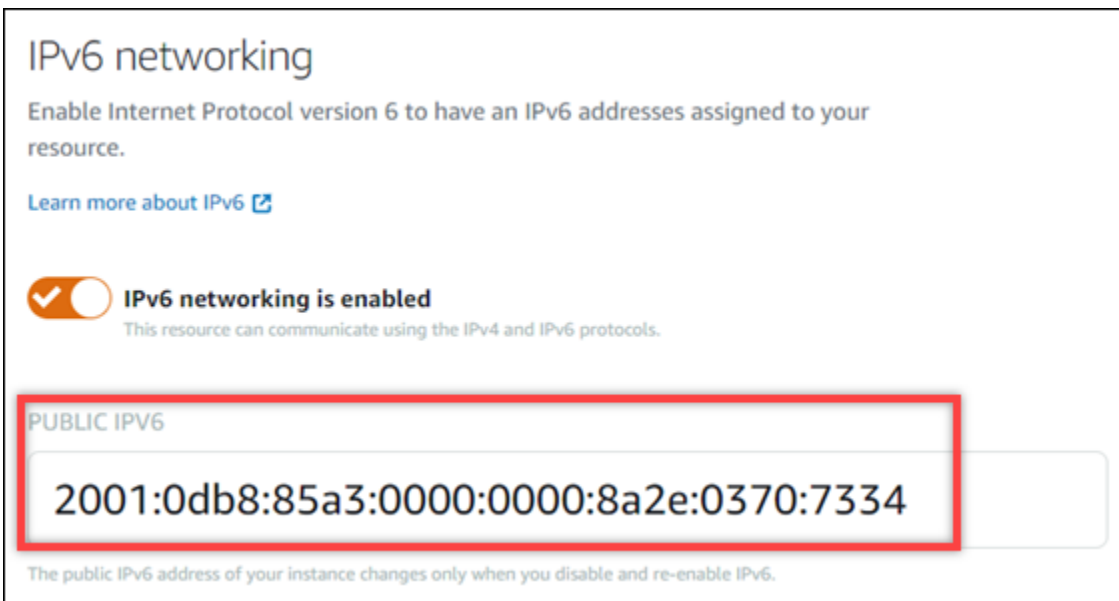 IPv6 networking
Enable Internet Protocol version 6 to have an IPv6 addresses assigned to your
resource.
Learn more about IPv6
IPv6 networking is enabled
This resource can communicate using the IPv4 and IPv6 protocols.
PUBLIC IPV6
2001:0db8:85a3:0000:0000:8a2e:0370:7334
The public IPv6 address of your instance changes only when you disable and re-enable IPv6.